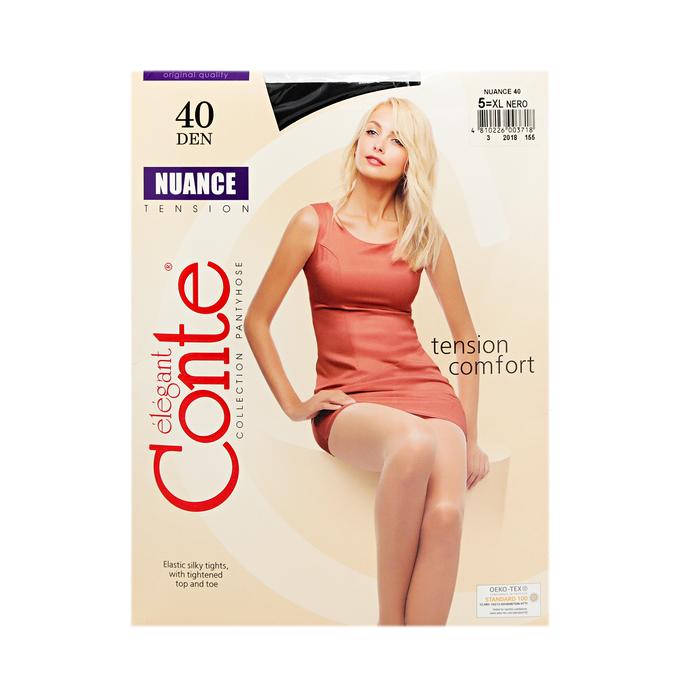 original quality
40
DEN
NUANCE
TENSION
élégant
Conte®
COLLECTION PANTYHOSE
NUANCE 40
5=XL NERO
4 810226 003718
3 2018 155
tension
comfort
Elastic silky tights,
with tightened
top and toe
OEKO-TEX®
STANDARD 100